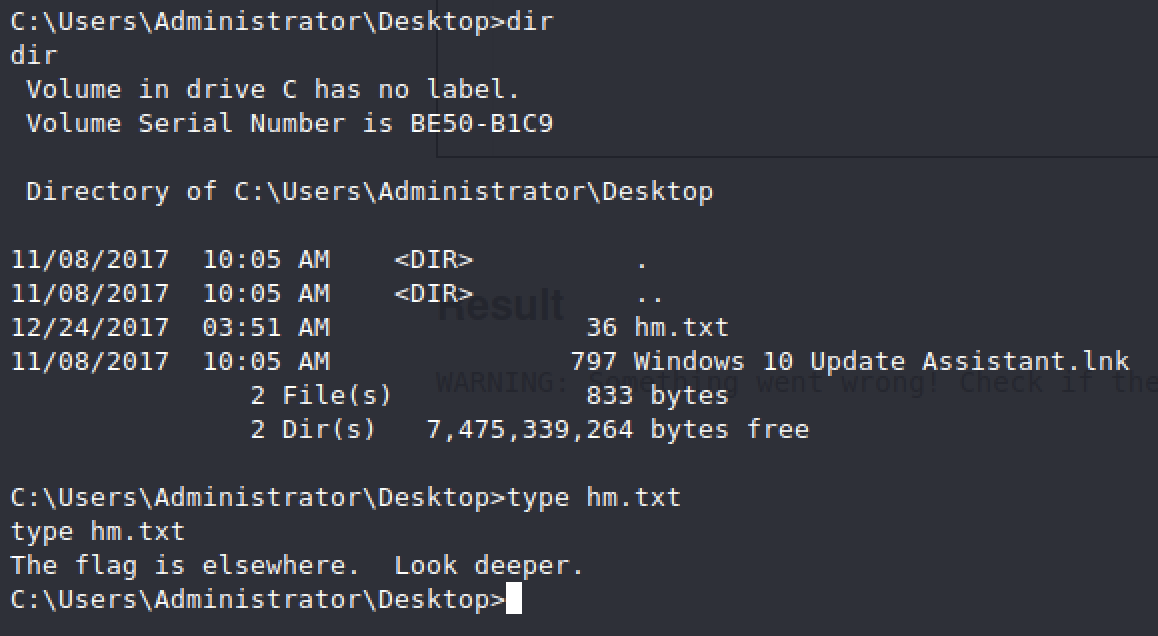 C:\Users\Administrator\Desktop>dir
dir
 Volume in drive C has no label.
 Volume Serial Number is BE50-B1C9

 Directory of C:\Users\Administrator\Desktop

11/08/2017  10:05 AM    <DIR>          .
11/08/2017  10:05 AM    <DIR>          ..
Result
12/24/2017  03:51 AM                36 hm.txt
11/08/2017  10:05 AM               797 Windows 10 Update Assistant.lnk
WARNING: Something went wrong! Check if the
               2 File(s)            833 bytes
               2 Dir(s)   7,475,339,264 bytes free

C:\Users\Administrator\Desktop>type hm.txt
type hm.txt
The flag is elsewhere.  Look deeper.
C:\Users\Administrator\Desktop>